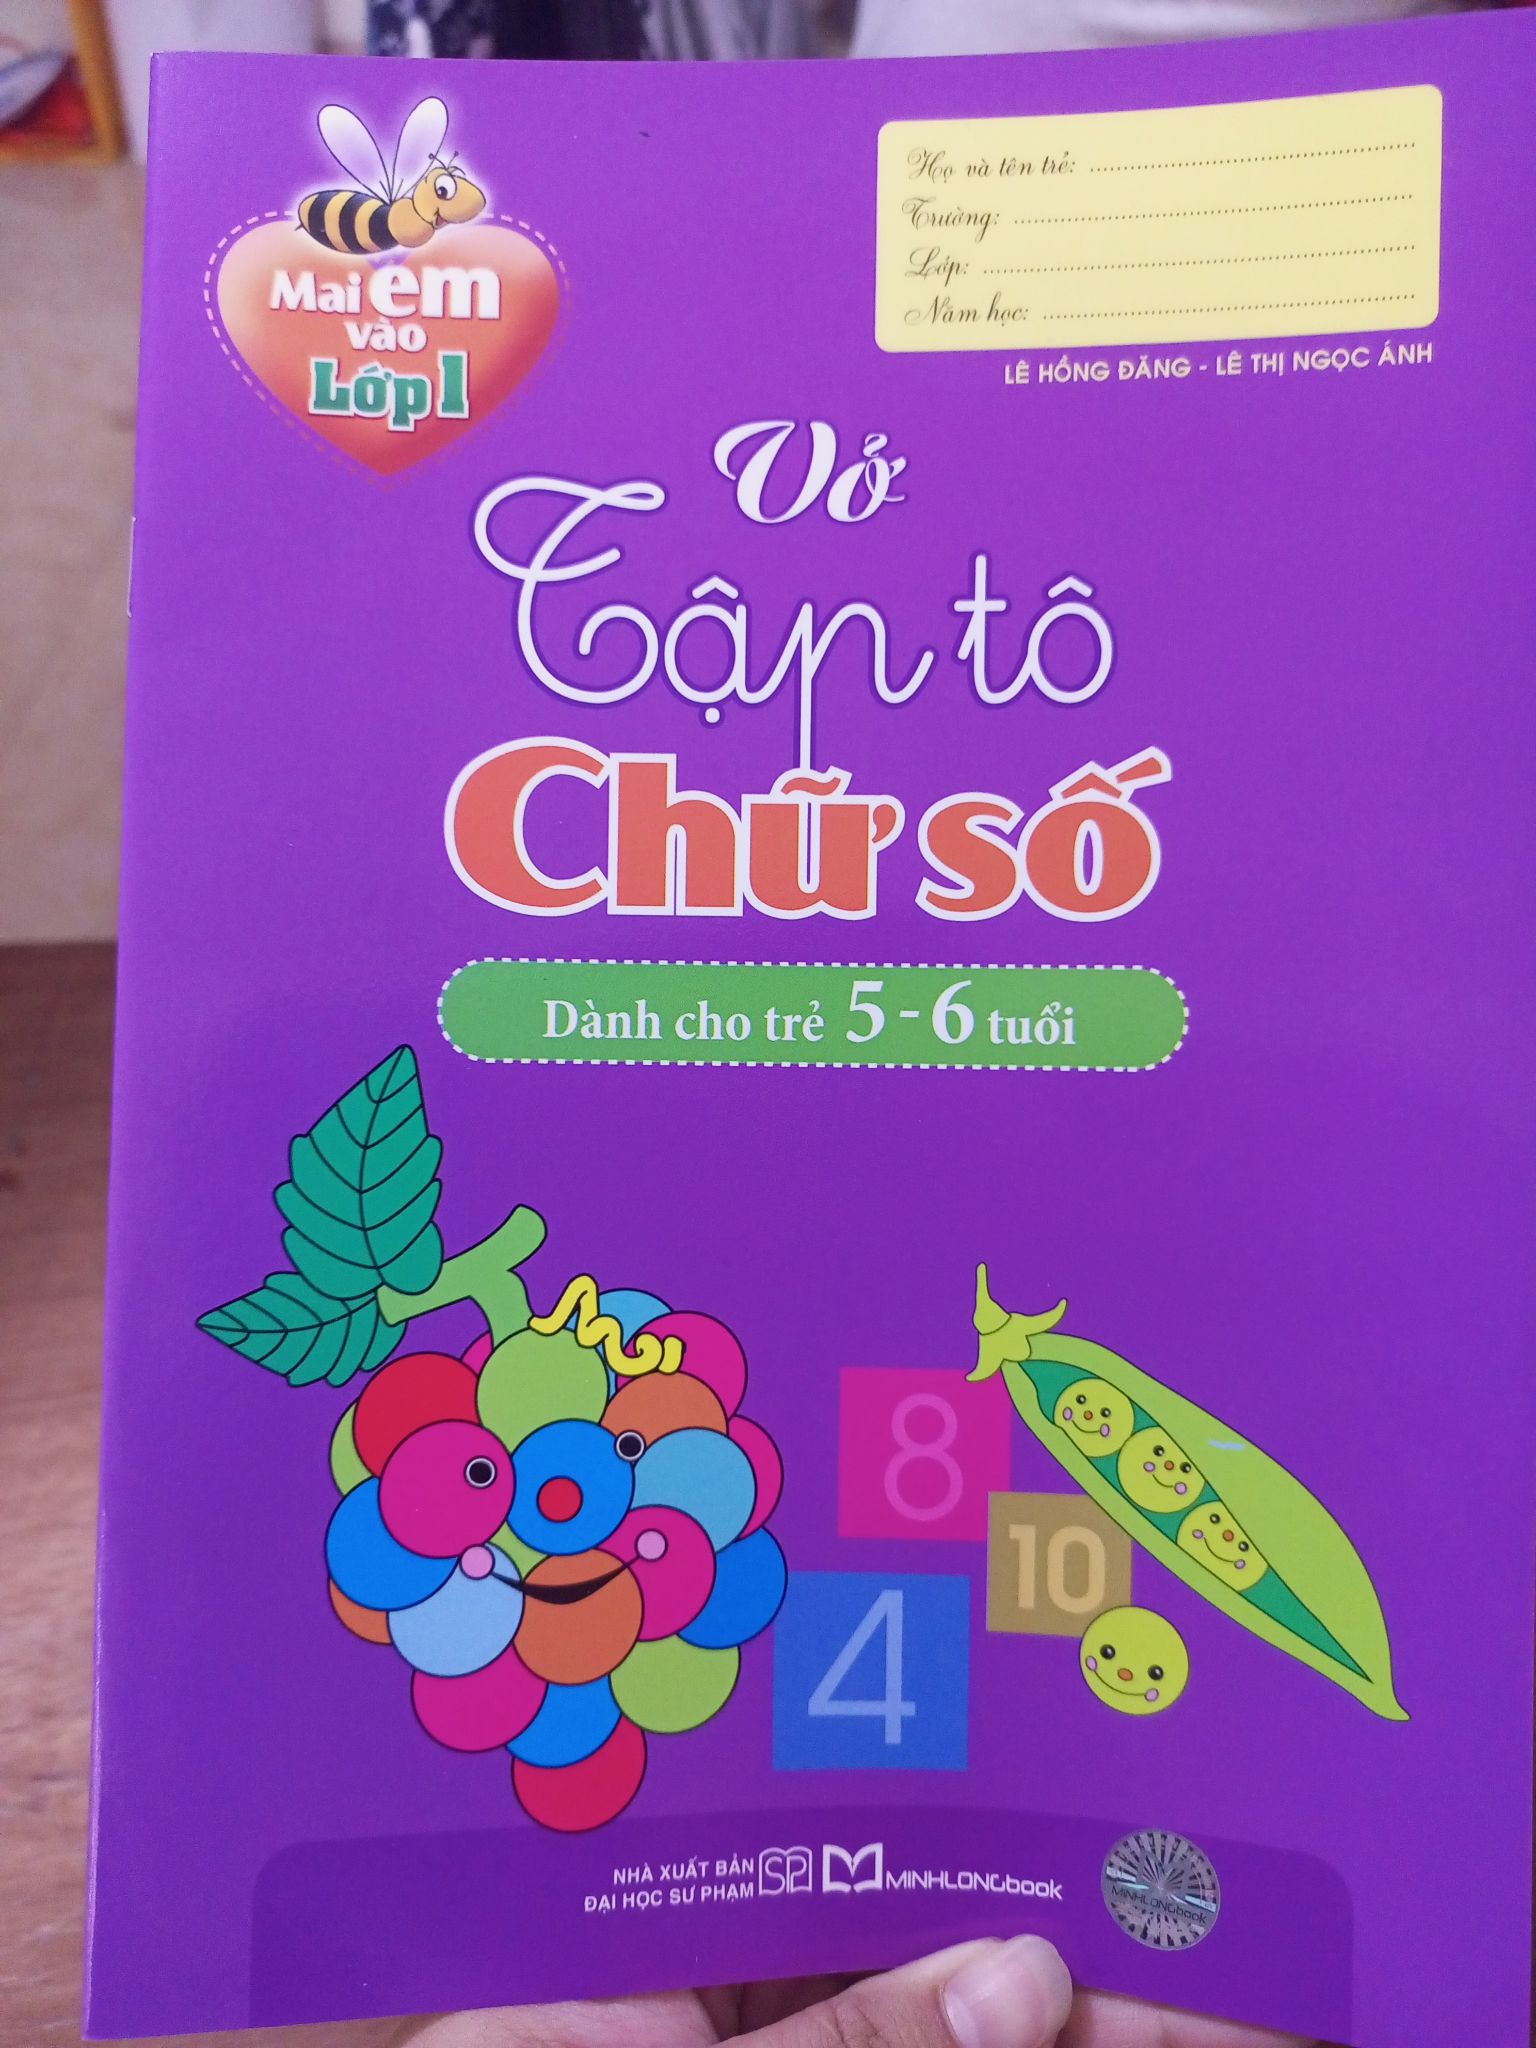 Mai em
vào
Lớp 1
Họ và tên trẻ:
Trường:
Lớp:
Năm học:
LÊ HỒNG ĐĂNG - LÊ THỊ NGỌC ÁNH
Vở
Tập tô
Chữ số
Dành cho trẻ 5 - 6 tuổi
8
10
4
NHÀ XUẤT BẢN
ĐẠI HỌC SƯ PHẠM
SP
MINHLONGbook
MINHLONGbook